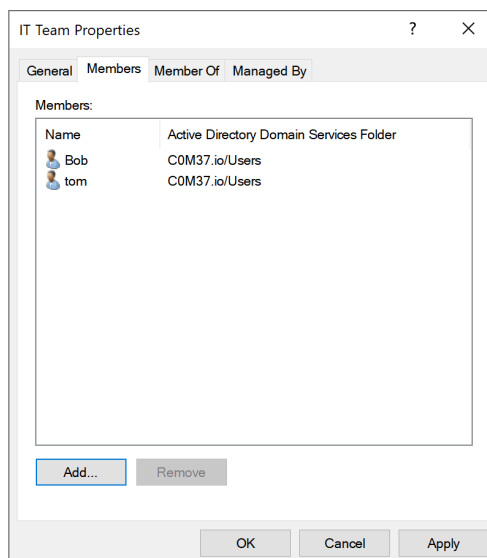 IT Team Properties ? ×
General Members Member Of Managed By
Members:
Name Active Directory Domain Services Folder
Bob C0M37.io/Users
tom C0M37.io/Users
Add... Remove
OK Cancel Apply